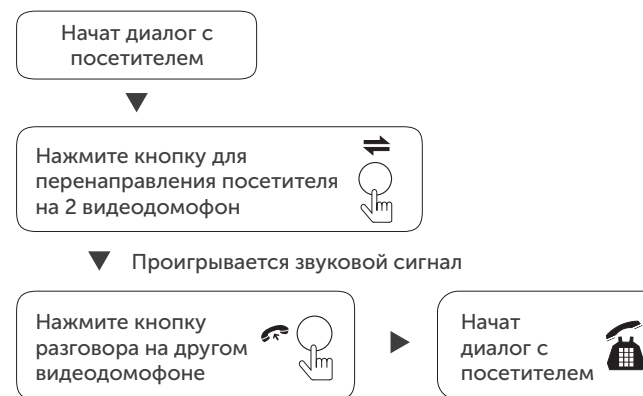 Начат диалог с
посетителем
Нажмите кнопку для
перенаправления посетителя
на 2 видеодомофон
Проигрывается звуковой сигнал
Нажмите кнопку
разговора на другом
видеодомофоне
Начат
диалог с
посетителем